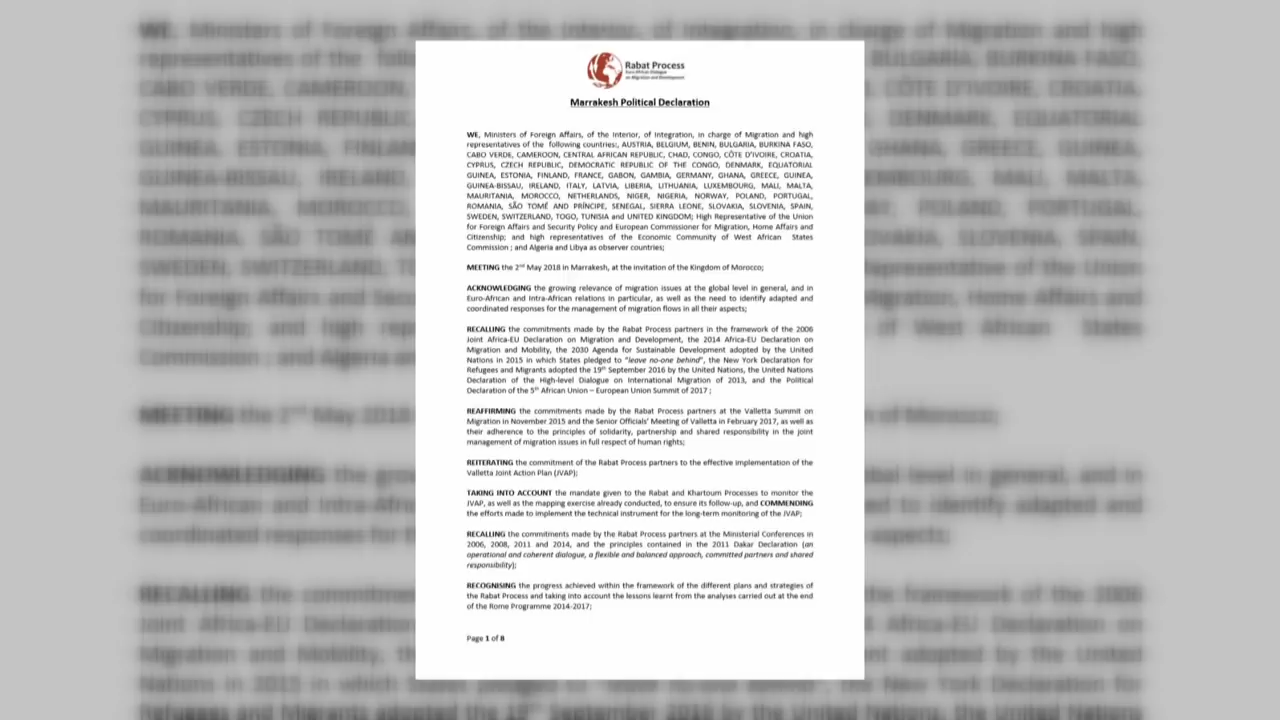 Rabat Process
Euro-African Dialogue
on Migration and Development
Marrakesh Political Declaration
WE, Ministers of Foreign Affairs, of the Interior, of Integration, in charge of Migration and high
representatives of the following countries:, AUSTRIA, BELGIUM, BENIN, BULGARIA, BURKINA FASO,
CABO VERDE, CAMEROON, CENTRAL AFRICAN REPUBLIC, CHAD, CONGO, CÔTE D'IVOIRE, CROATIA,
CYPRUS, CZECH REPUBLIC, DEMOCRATIC REPUBLIC OF THE CONGO, DENMARK, EQUATORIAL
GUINEA, ESTONIA, FINLAND, FRANCE, GABON, GAMBIA, GERMANY, GHANA, GREECE, GUINEA,
GUINEA-BISSAU, IRELAND, ITALY, LATVIA, LIBERIA, LITHUANIA, LUXEMBOURG, MALI, MALTA,
MAURITANIA, MOROCCO, NETHERLANDS, NIGER, NIGERIA, NORWAY, POLAND, PORTUGAL,
ROMANIA, SÃO TOMÉ AND PRÍNCIPE, SENEGAL, SIERRA LEONE, SLOVAKIA, SLOVENIA, SPAIN,
SWEDEN, SWITZERLAND, TOGO, TUNISIA and UNITED KINGDOM; High Representative of the Union
for Foreign Affairs and Security Policy and European Commissioner for Migration, Home Affairs and
Citizenship; and high representatives of the Economic Community of West African States
Commission ; and Algeria and Libya as observer countries;
MEETING the 2nd May 2018 in Marrakesh, at the invitation of the Kingdom of Morocco;
ACKNOWLEDGING the growing relevance of migration issues at the global level in general, and in
Euro-African and Intra-African relations in particular, as well as the need to identify adapted and
coordinated responses for the management of migration flows in all their aspects;
RECALLING the commitments made by the Rabat Process partners in the framework of the 2006
Joint Africa-EU Declaration on Migration and Development, the 2014 Africa-EU Declaration on
Migration and Mobility, the 2030 Agenda for Sustainable Development adopted by the United
Nations in 2015 in which States pledged to "leave no-one behind", the New York Declaration for
Refugees and Migrants adopted the 19th September 2016 by the United Nations, the United Nations
Declaration of the High-level Dialogue on International Migration of 2013, and the Political
Declaration of the 5th African Union – European Union Summit of 2017 ;
REAFFIRMING the commitments made by the Rabat Process partners at the Valletta Summit on
Migration in November 2015 and the Senior Officials' Meeting of Valletta in February 2017, as well as
their adherence to the principles of solidarity, partnership and shared responsibility in the joint
management of migration issues in full respect of human rights;
REITERATING the commitment of the Rabat Process partners to the effective implementation of the
Valletta Joint Action Plan (JVAP);
TAKING INTO ACCOUNT the mandate given to the Rabat and Khartoum Processes to monitor the
JVAP, as well as the mapping exercise already conducted, to ensure its follow-up, and COMMENDING
the efforts made to implement the technical instrument for the long-term monitoring of the JVAP;
RECALLING the commitments made by the Rabat Process partners at the Ministerial Conferences in
2006, 2008, 2011 and 2014, and the principles contained in the 2011 Dakar Declaration (an
operational and coherent dialogue, a flexible and balanced approach, committed partners and shared
responsibility);
RECOGNISING the progress achieved within the framework of the different plans and strategies of
the Rabat Process and taking into account the lessons learnt from the analyses carried out at the end
of the Rome Programme 2014-2017;
Page 1 of 8